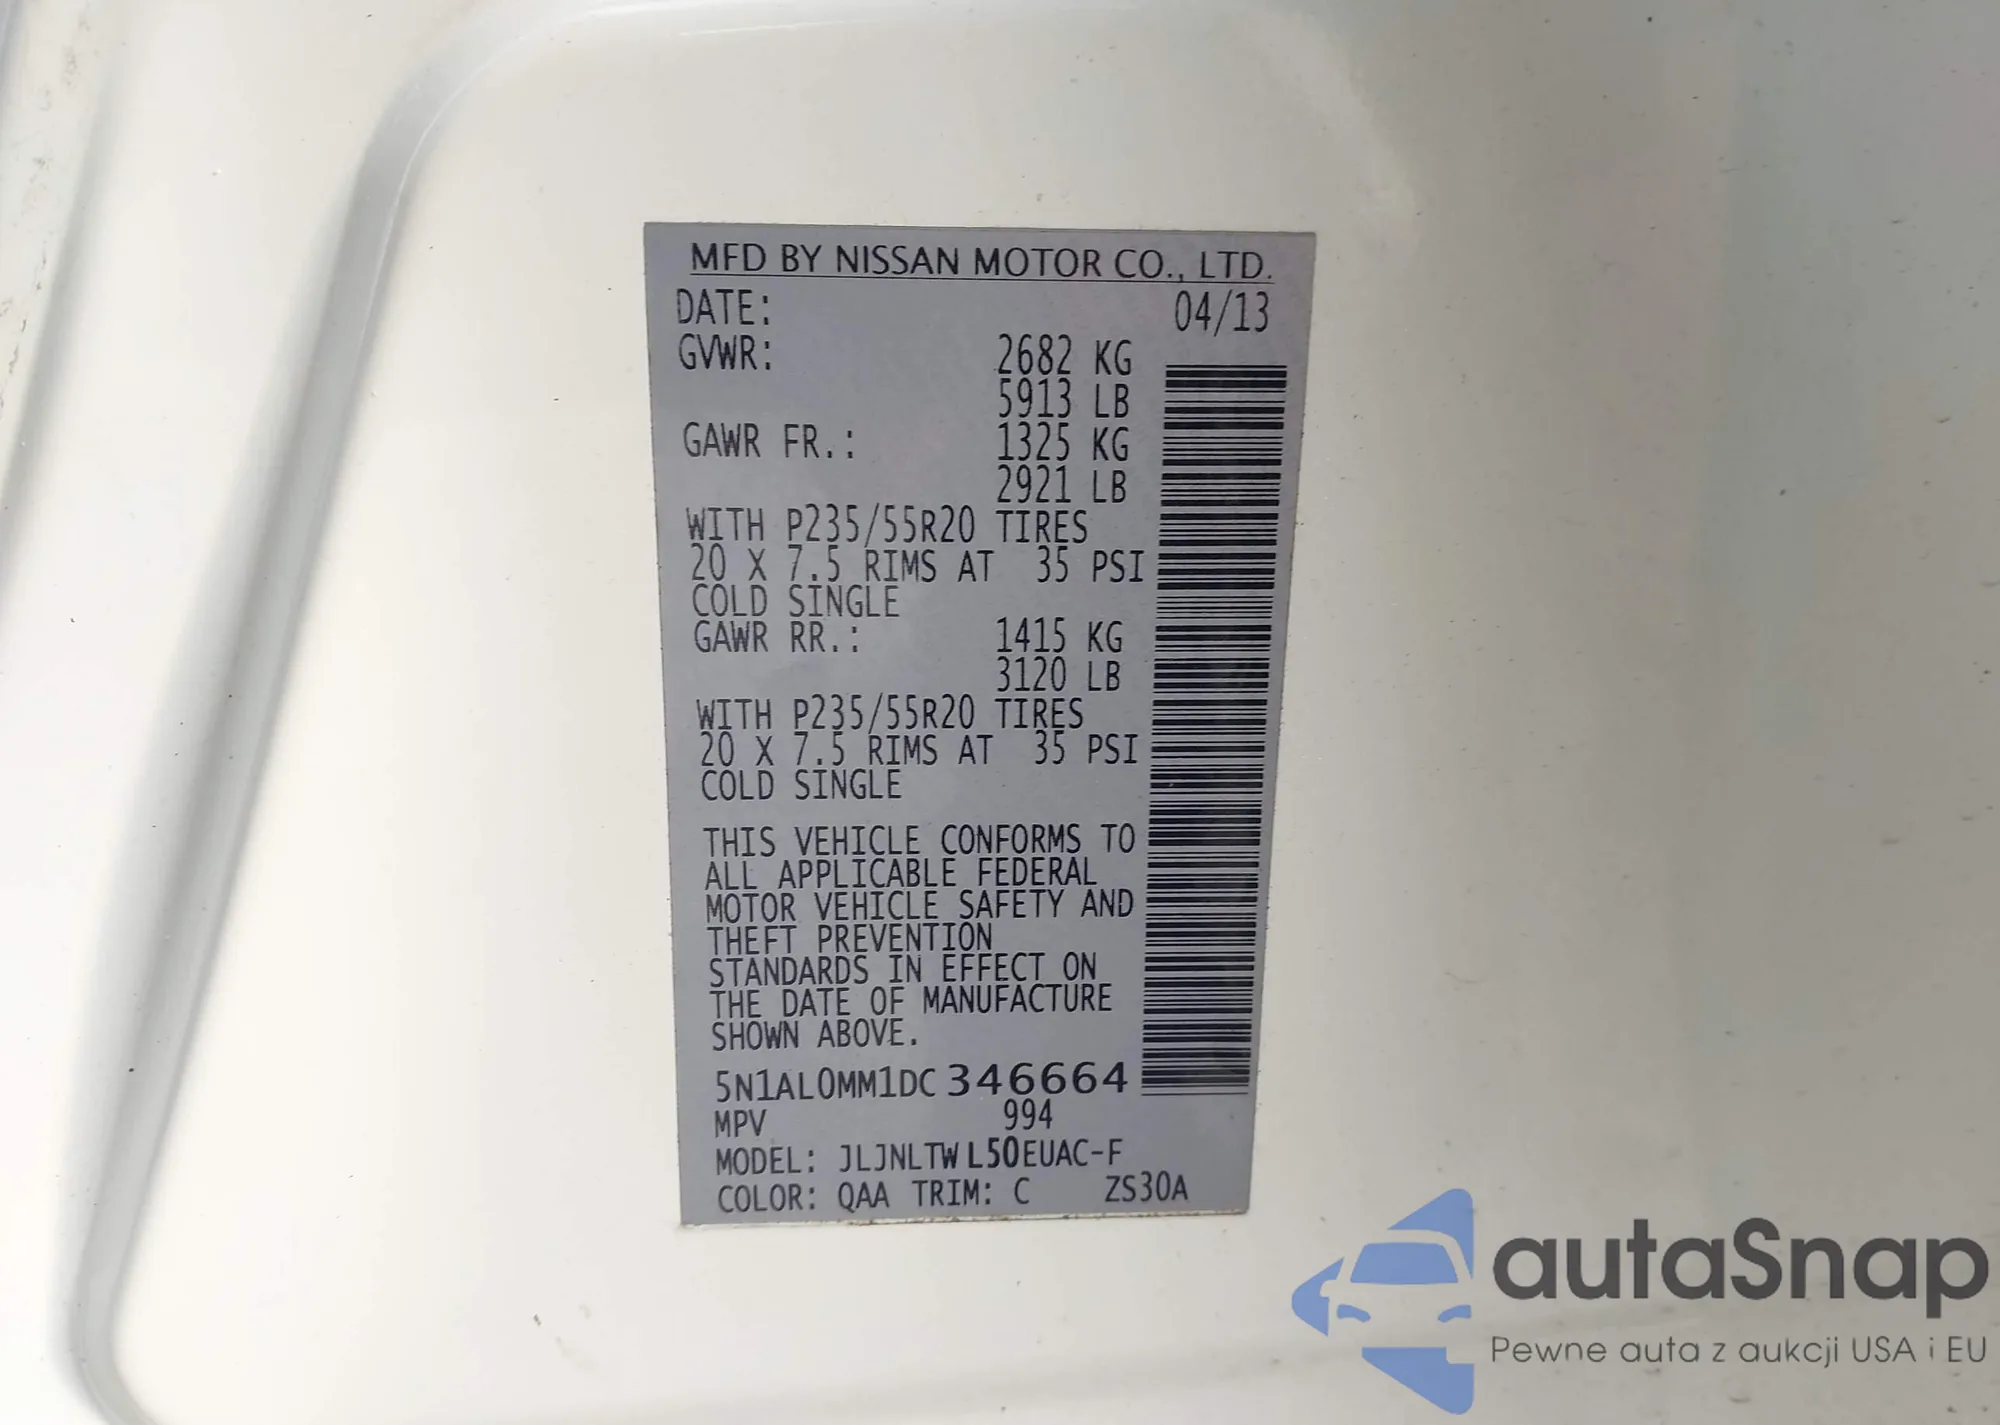 MFD BY NISSAN MOTOR CO., LTD.
DATE: 04/13
GVWR: 2682 KG
5913 LB
GAWR FR.: 1325 KG
2921 LB
WITH P235/55R20 TIRES
20 X 7.5 RIMS AT 35 PSI
COLD SINGLE
GAWR RR.: 1415 KG
3120 LB
WITH P235/55R20 TIRES
20 X 7.5 RIMS AT 35 PSI
COLD SINGLE
THIS VEHICLE CONFORMS TO
ALL APPLICABLE FEDERAL
MOTOR VEHICLE SAFETY AND
THEFT PREVENTION
STANDARDS IN EFFECT ON
THE DATE OF MANUFACTURE
SHOWN ABOVE.
5N1AL0MM1DC 346664
MPV 994
MODEL: JLJNLTWL50EUAC-F
COLOR: QAA TRIM: C ZS30A
autaSnap
Pewne auta z aukcji USA i EU